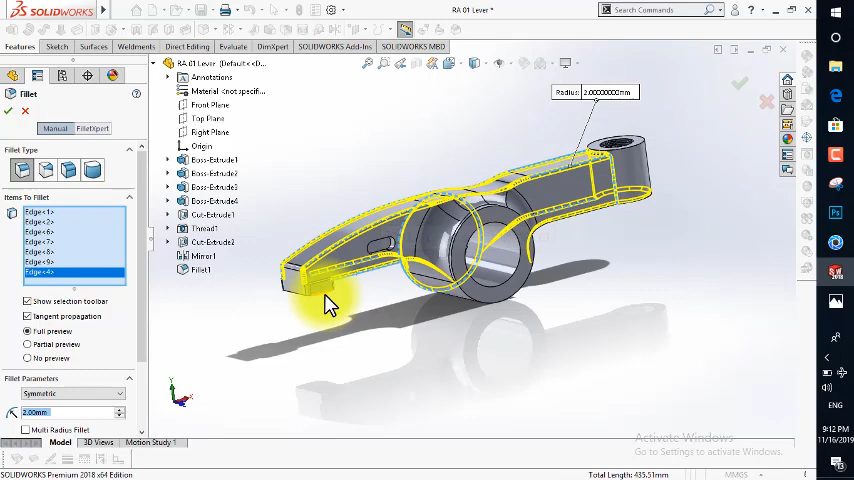 SOLIDWORKS
RA 01 Lever *
Search Commands
Features
Sketch
Surfaces
Weldments
Direct Editing
Evaluate
DimXpert
SOLIDWORKS Add-Ins
SOLIDWORKS MBD
Fillet
Manual
FilletXpert
Fillet Type
Items To Fillet
Edge<1>
Edge<2>
Edge<6>
Edge<7>
Edge<8>
Edge<9>
Edge<4>
Show selection toolbar
Tangent propagation
Full preview
Partial preview
No preview
Fillet Parameters
Symmetric
2.00mm
Multi Radius Fillet
RA 01 Lever* (Default<<D...
Annotations
Material <not specifi...
Front Plane
Top Plane
Right Plane
Origin
Boss-Extrude1
Boss-Extrude2
Boss-Extrude3
Boss-Extrude4
Cut-Extrude1
Thread1
Cut-Extrude2
Mirror1
Fillet1
Radius: 2.00000000mm
Y
X
Activate Windows
Go to Settings to activate Windows.
Model
3D Views
Motion Study 1
SOLIDWORKS Premium 2018 x64 Edition
Total Length: 435.51mm
MMGS
ENG
9:12 PM
11/16/2019